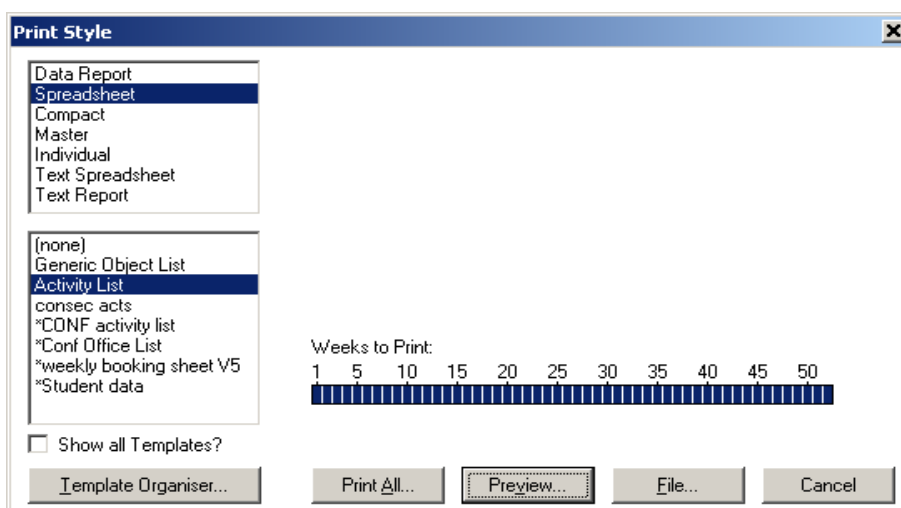 Print Style
Data Report
Spreadsheet
Compact
Master
Individual
Text Spreadsheet
Text Report
(none)
Generic Object List
Activity List
consec acts
*CONF activity list
*Conf Office List
*weekly booking sheet V5
*Student data
Weeks to Print:
1 5 10 15 20 25 30 35 40 45 50
Show all Templates?
Template Organiser...
Print All...
Preview...
File...
Cancel